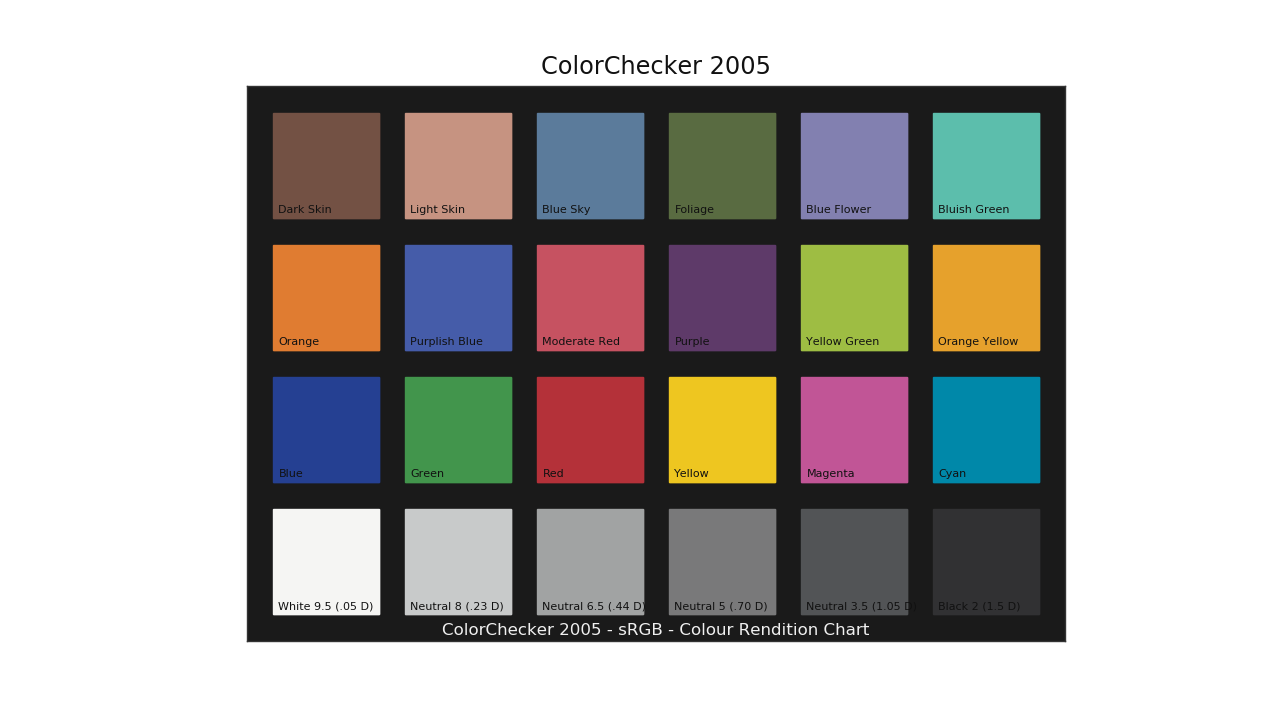 ColorChecker 2005
Dark Skin
Light Skin
Blue Sky
Foliage
Blue Flower
Bluish Green
Orange
Purplish Blue
Moderate Red
Purple
Yellow Green
Orange Yellow
Blue
Green
Red
Yellow
Magenta
Cyan
White 9.5 (.05 D)
Neutral 8 (.23 D)
Neutral 6.5 (.44 D)
Neutral 5 (.70 D)
Neutral 3.5 (1.05 D)
Black 2 (1.5 D)
ColorChecker 2005 - sRGB - Colour Rendition Chart